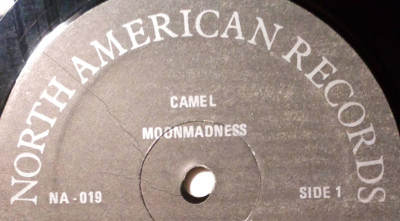 NORTH AMERICAN RECORDS
CAMEL
MOONMADNESS
NA-019
SIDE 1